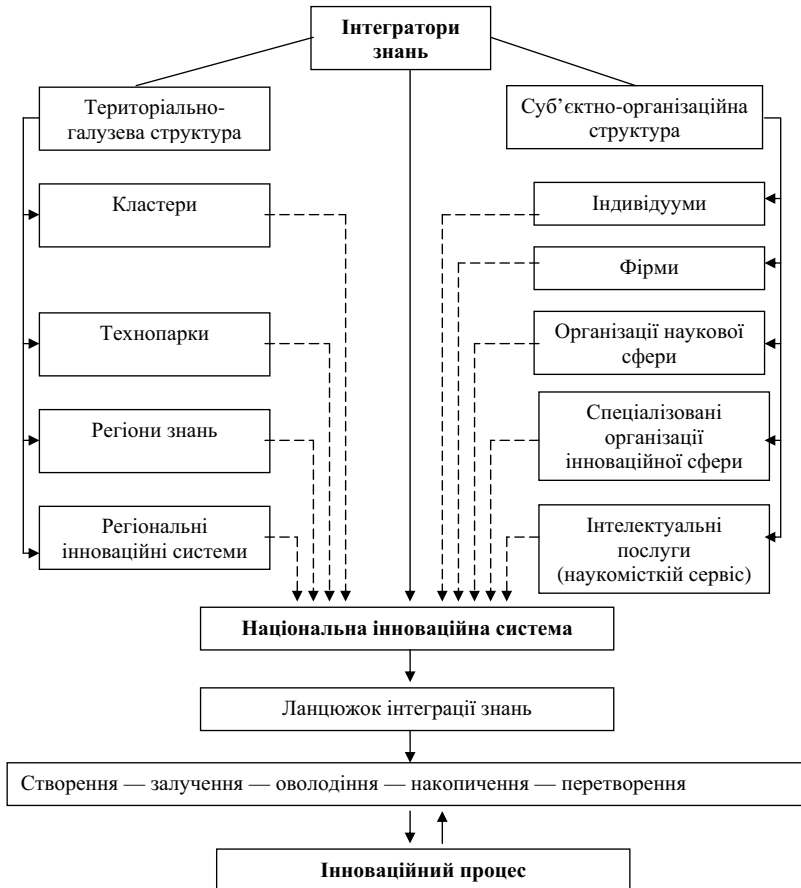 Інтегратори
знань
Територіально-
галузева структура
Суб’єктно-організаційна
структура
Кластери
Технопарки
Регіони знань
Регіональні
інноваційні системи
Індивідууми
Фірми
Організації наукової
сфери
Спеціалізовані
організації
інноваційної сфери
Інтелектуальні
послуги
(наукомісткій сервіс)
Національна інноваційна система
Ланцюжок інтеграції знань
Створення — залучення — оволодіння — накопичення — перетворення
Інноваційний процес